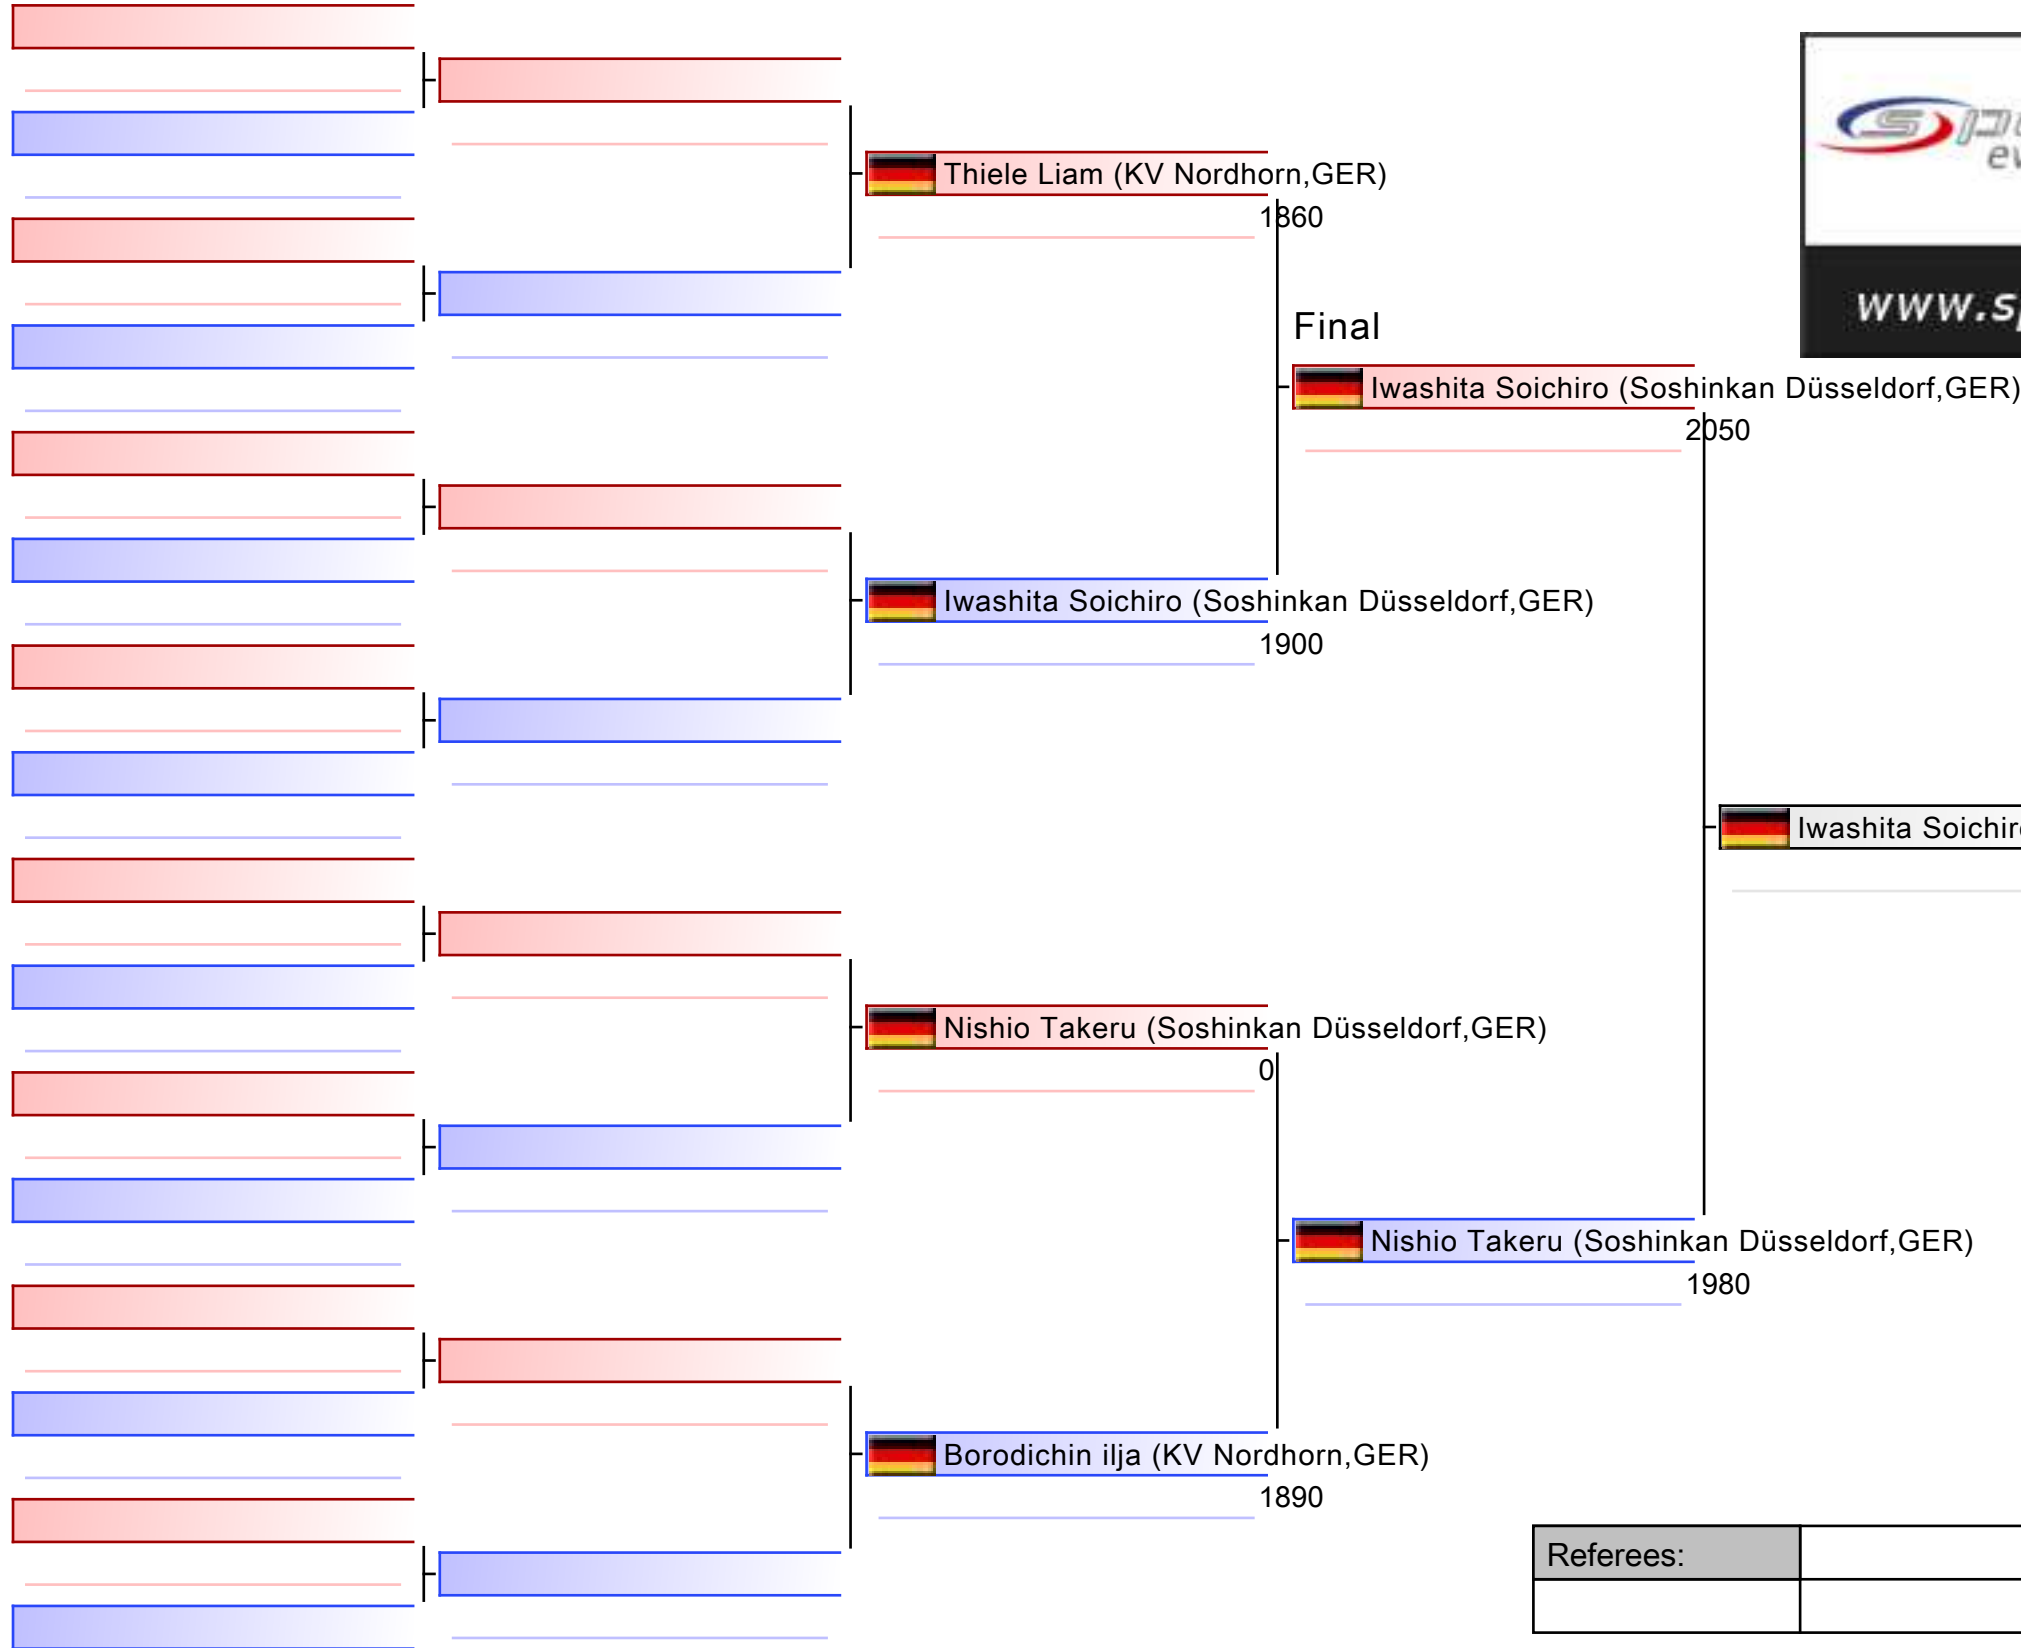 Thiele Liam (KV Nordhorn,GER)
1860
Final
www.sp
Iwashita Soichiro (Soshinkan Düsseldorf,GER)
2050
Iwashita Soichiro (Soshinkan Düsseldorf,GER)
1900
Iwashita Soichiro
Nishio Takeru (Soshinkan Düsseldorf,GER)
0
Nishio Takeru (Soshinkan Düsseldorf,GER)
1980
Borodichin ilja (KV Nordhorn,GER)
1890
Referees: